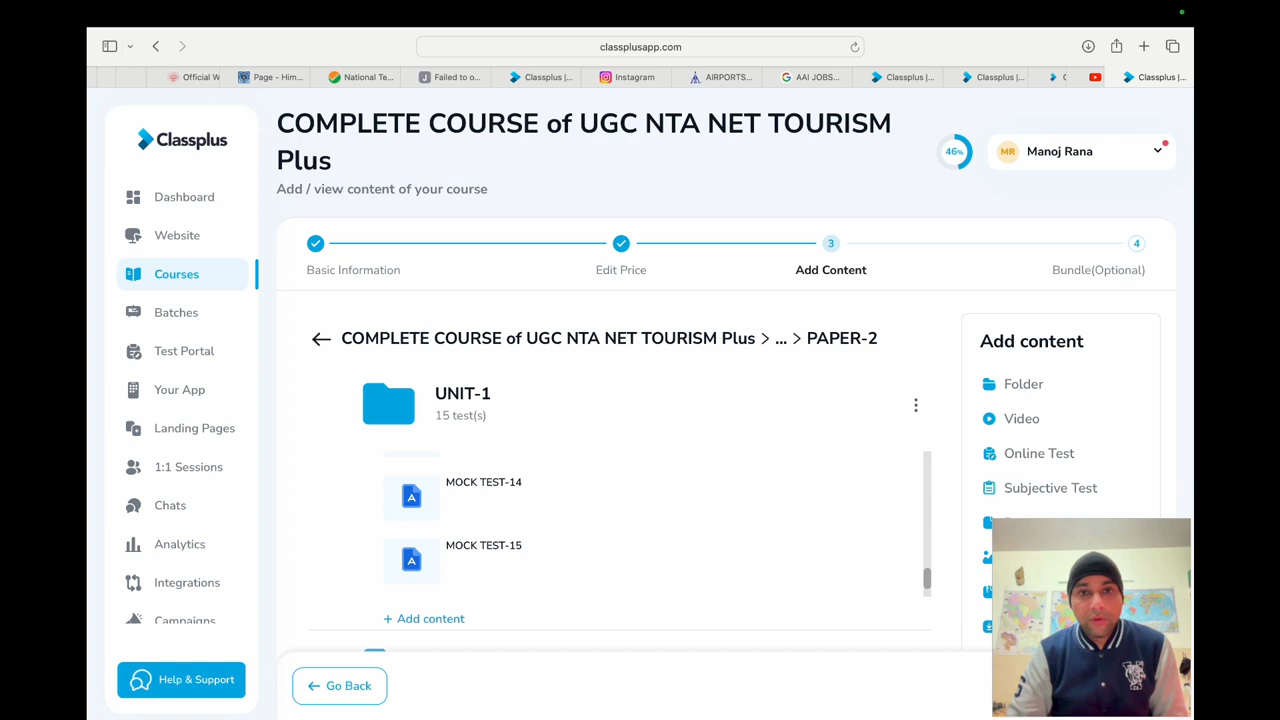 classplusapp.com
Official W
Page - Him...
National Te...
Failed to o...
Classplus |...
Instagram
AIRPORTS...
AAI JOBS...
Classplus |...
Classplus |...
Classplus |...
Classplus
COMPLETE COURSE of UGC NTA NET TOURISM
Plus
Add / view content of your course
46%
MR
Manoj Rana
Dashboard
Website
Courses
Batches
Test Portal
Your App
Landing Pages
1:1 Sessions
Chats
Analytics
Integrations
Campaigns
Help & Support
3
4
Basic Information
Edit Price
Add Content
Bundle(Optional)
COMPLETE COURSE of UGC NTA NET TOURISM Plus > ... > PAPER-2
UNIT-1
15 test(s)
A
MOCK TEST-14
A
MOCK TEST-15
+ Add content
Go Back
Add content
Folder
Video
Online Test
Subjective Test